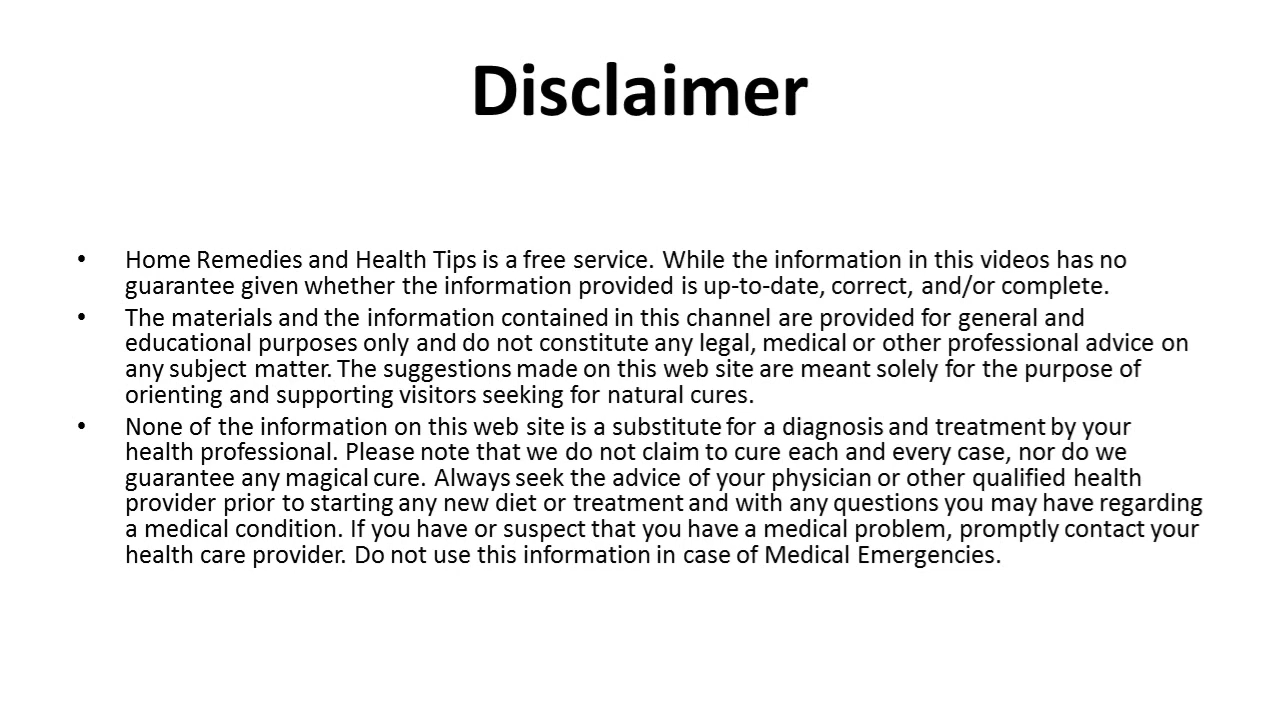 Disclaimer
• Home Remedies and Health Tips is a free service. While the information in this videos has no
guarantee given whether the information provided is up-to-date, correct, and/or complete.
• The materials and the information contained in this channel are provided for general and
educational purposes only and do not constitute any legal, medical or other professional advice on
any subject matter. The suggestions made on this web site are meant solely for the purpose of
orienting and supporting visitors seeking for natural cures.
• None of the information on this web site is a substitute for a diagnosis and treatment by your
health professional. Please note that we do not claim to cure each and every case, nor do we
guarantee any magical cure. Always seek the advice of your physician or other qualified health
provider prior to starting any new diet or treatment and with any questions you may have regarding
a medical condition. If you have or suspect that you have a medical problem, promptly contact your
health care provider. Do not use this information in case of Medical Emergencies.